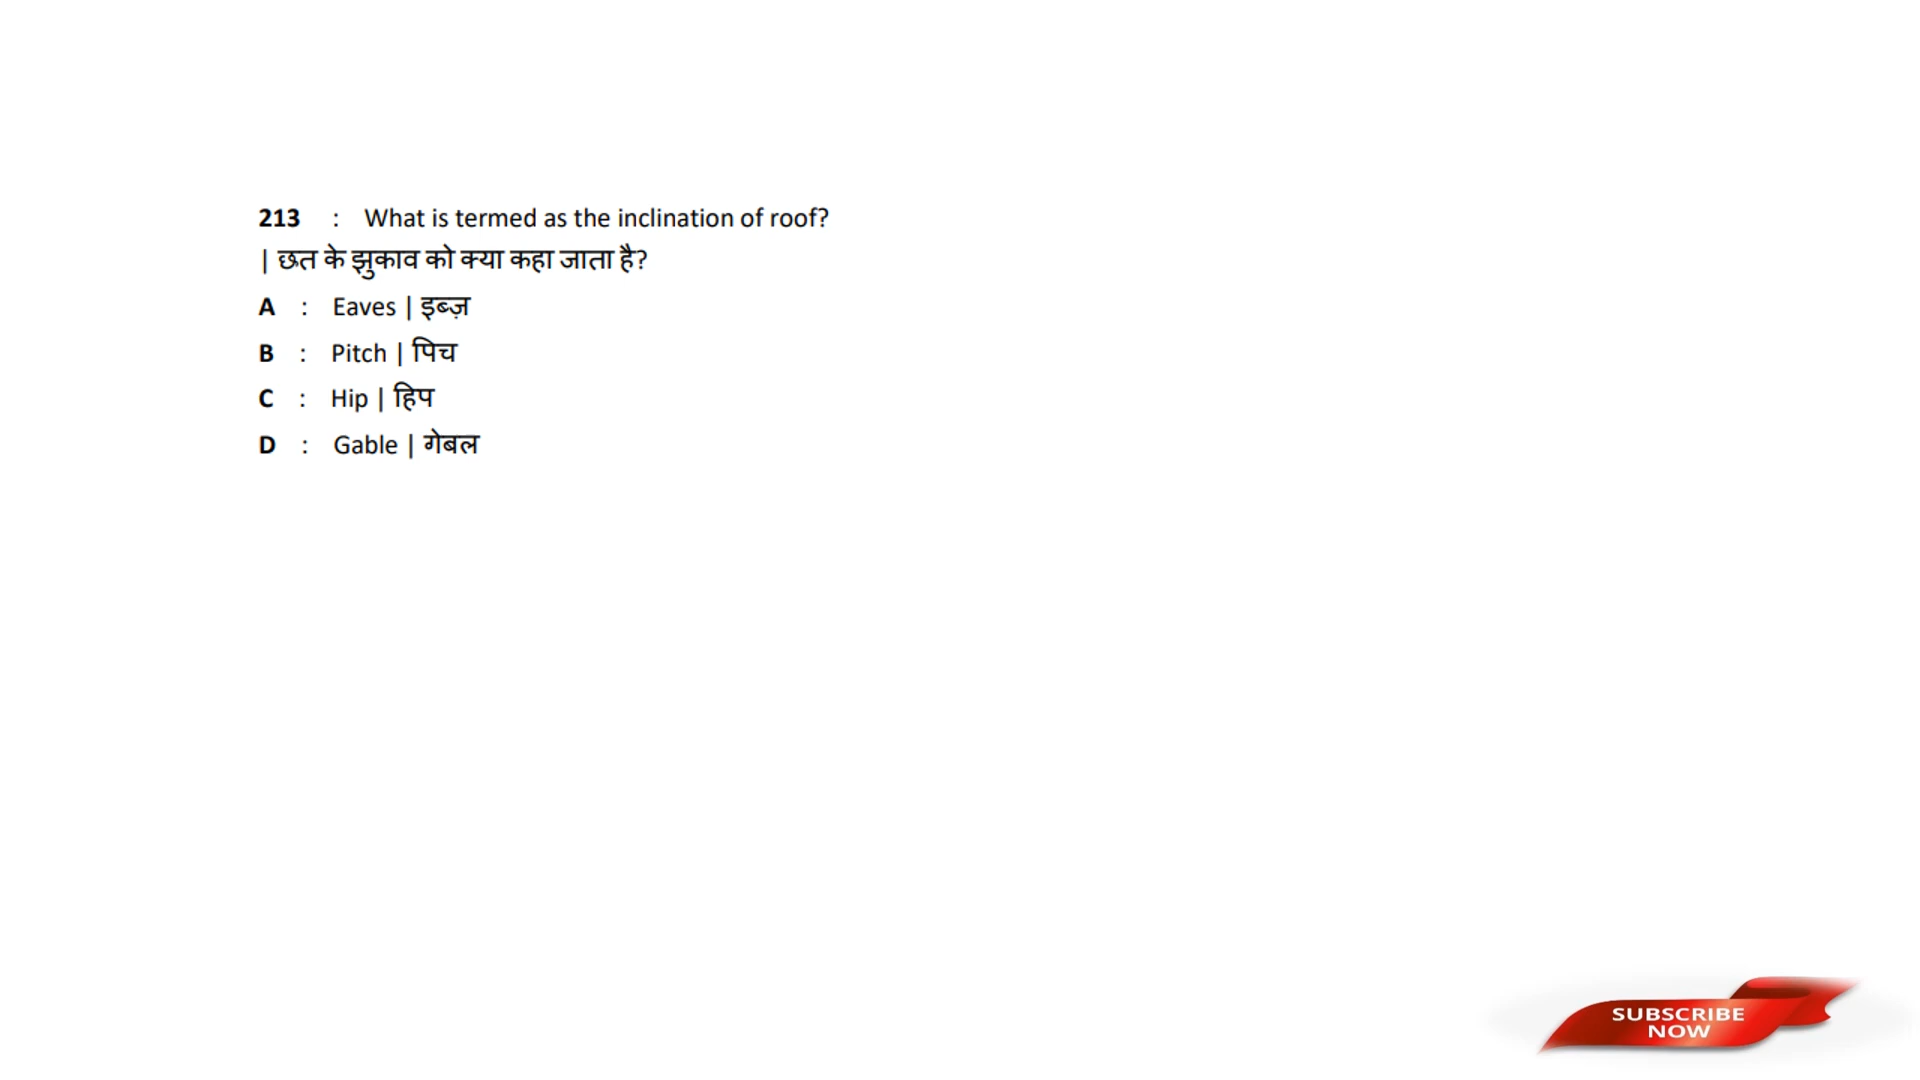 213 : What is termed as the inclination of roof?
| छत के झुकाव को क्या कहा जाता है?
A : Eaves | इब्ज़
B : Pitch | पिच
C : Hip | हिप
D : Gable | गेबल
SUBSCRIBE
NOW